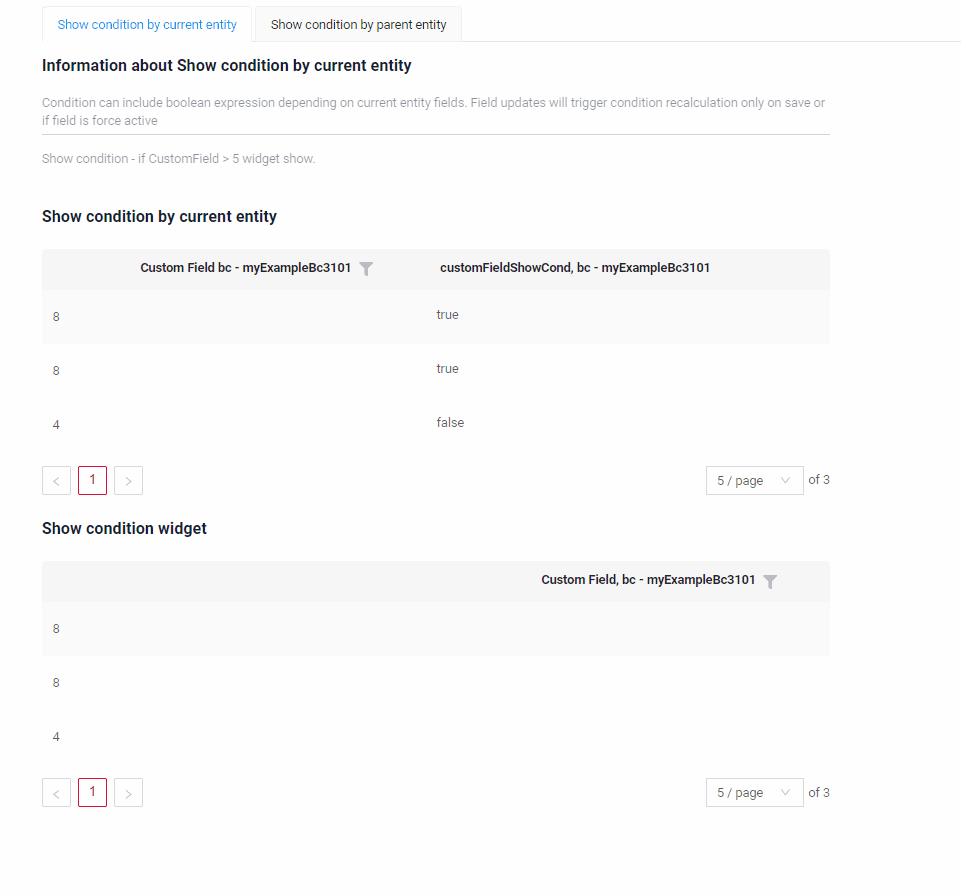 Show condition by current entity
Show condition by parent entity
Information about Show condition by current entity
Condition can include boolean expression depending on current entity fields. Field updates will trigger condition recalculation only on save or
if field is force active
Show condition - if CustomField > 5 widget show.
Show condition by current entity
Custom Field bc - myExampleBc3101
customFieldShowCond, bc - myExampleBc3101
8
true
8
true
4
false
< 1 >
5 / page of 3
Show condition widget
Custom Field, bc - myExampleBc3101
8
8
4
< 1 >
5 / page of 3